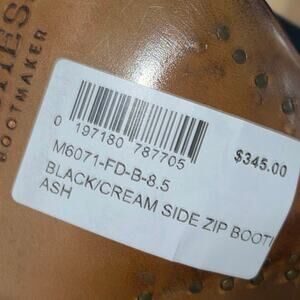 BOOTMAKER
0 197180 787705
$345.00
M6071-FD-B-8.5
BLACK/CREAM SIDE ZIP BOOTI
ASH